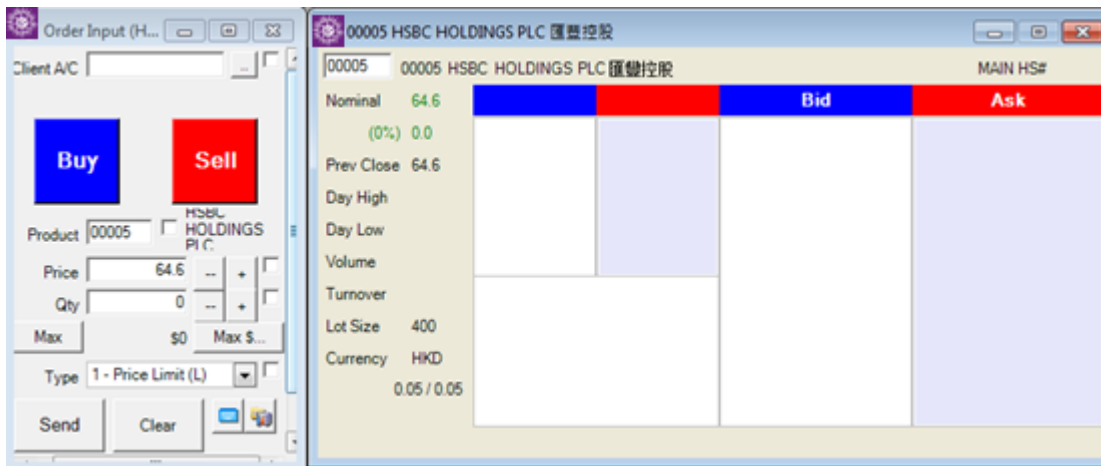 Order Input (H...
Client A/C
...
Buy
Sell
Product 00005 HSBC HOLDINGS PLC
Price 64.6 -- +
Qty 0 -- +
Max $0 Max $...
Type 1 - Price Limit (L)
Send Clear
00005 HSBC HOLDINGS PLC 匯豐控股
00005 00005 HSBC HOLDINGS PLC 匯豐控股 MAIN HS#
Bid Ask
Nominal 64.6
(0%) 0.0
Prev Close 64.6
Day High
Day Low
Volume
Turnover
Lot Size 400
Currency HKD
0.05 / 0.05